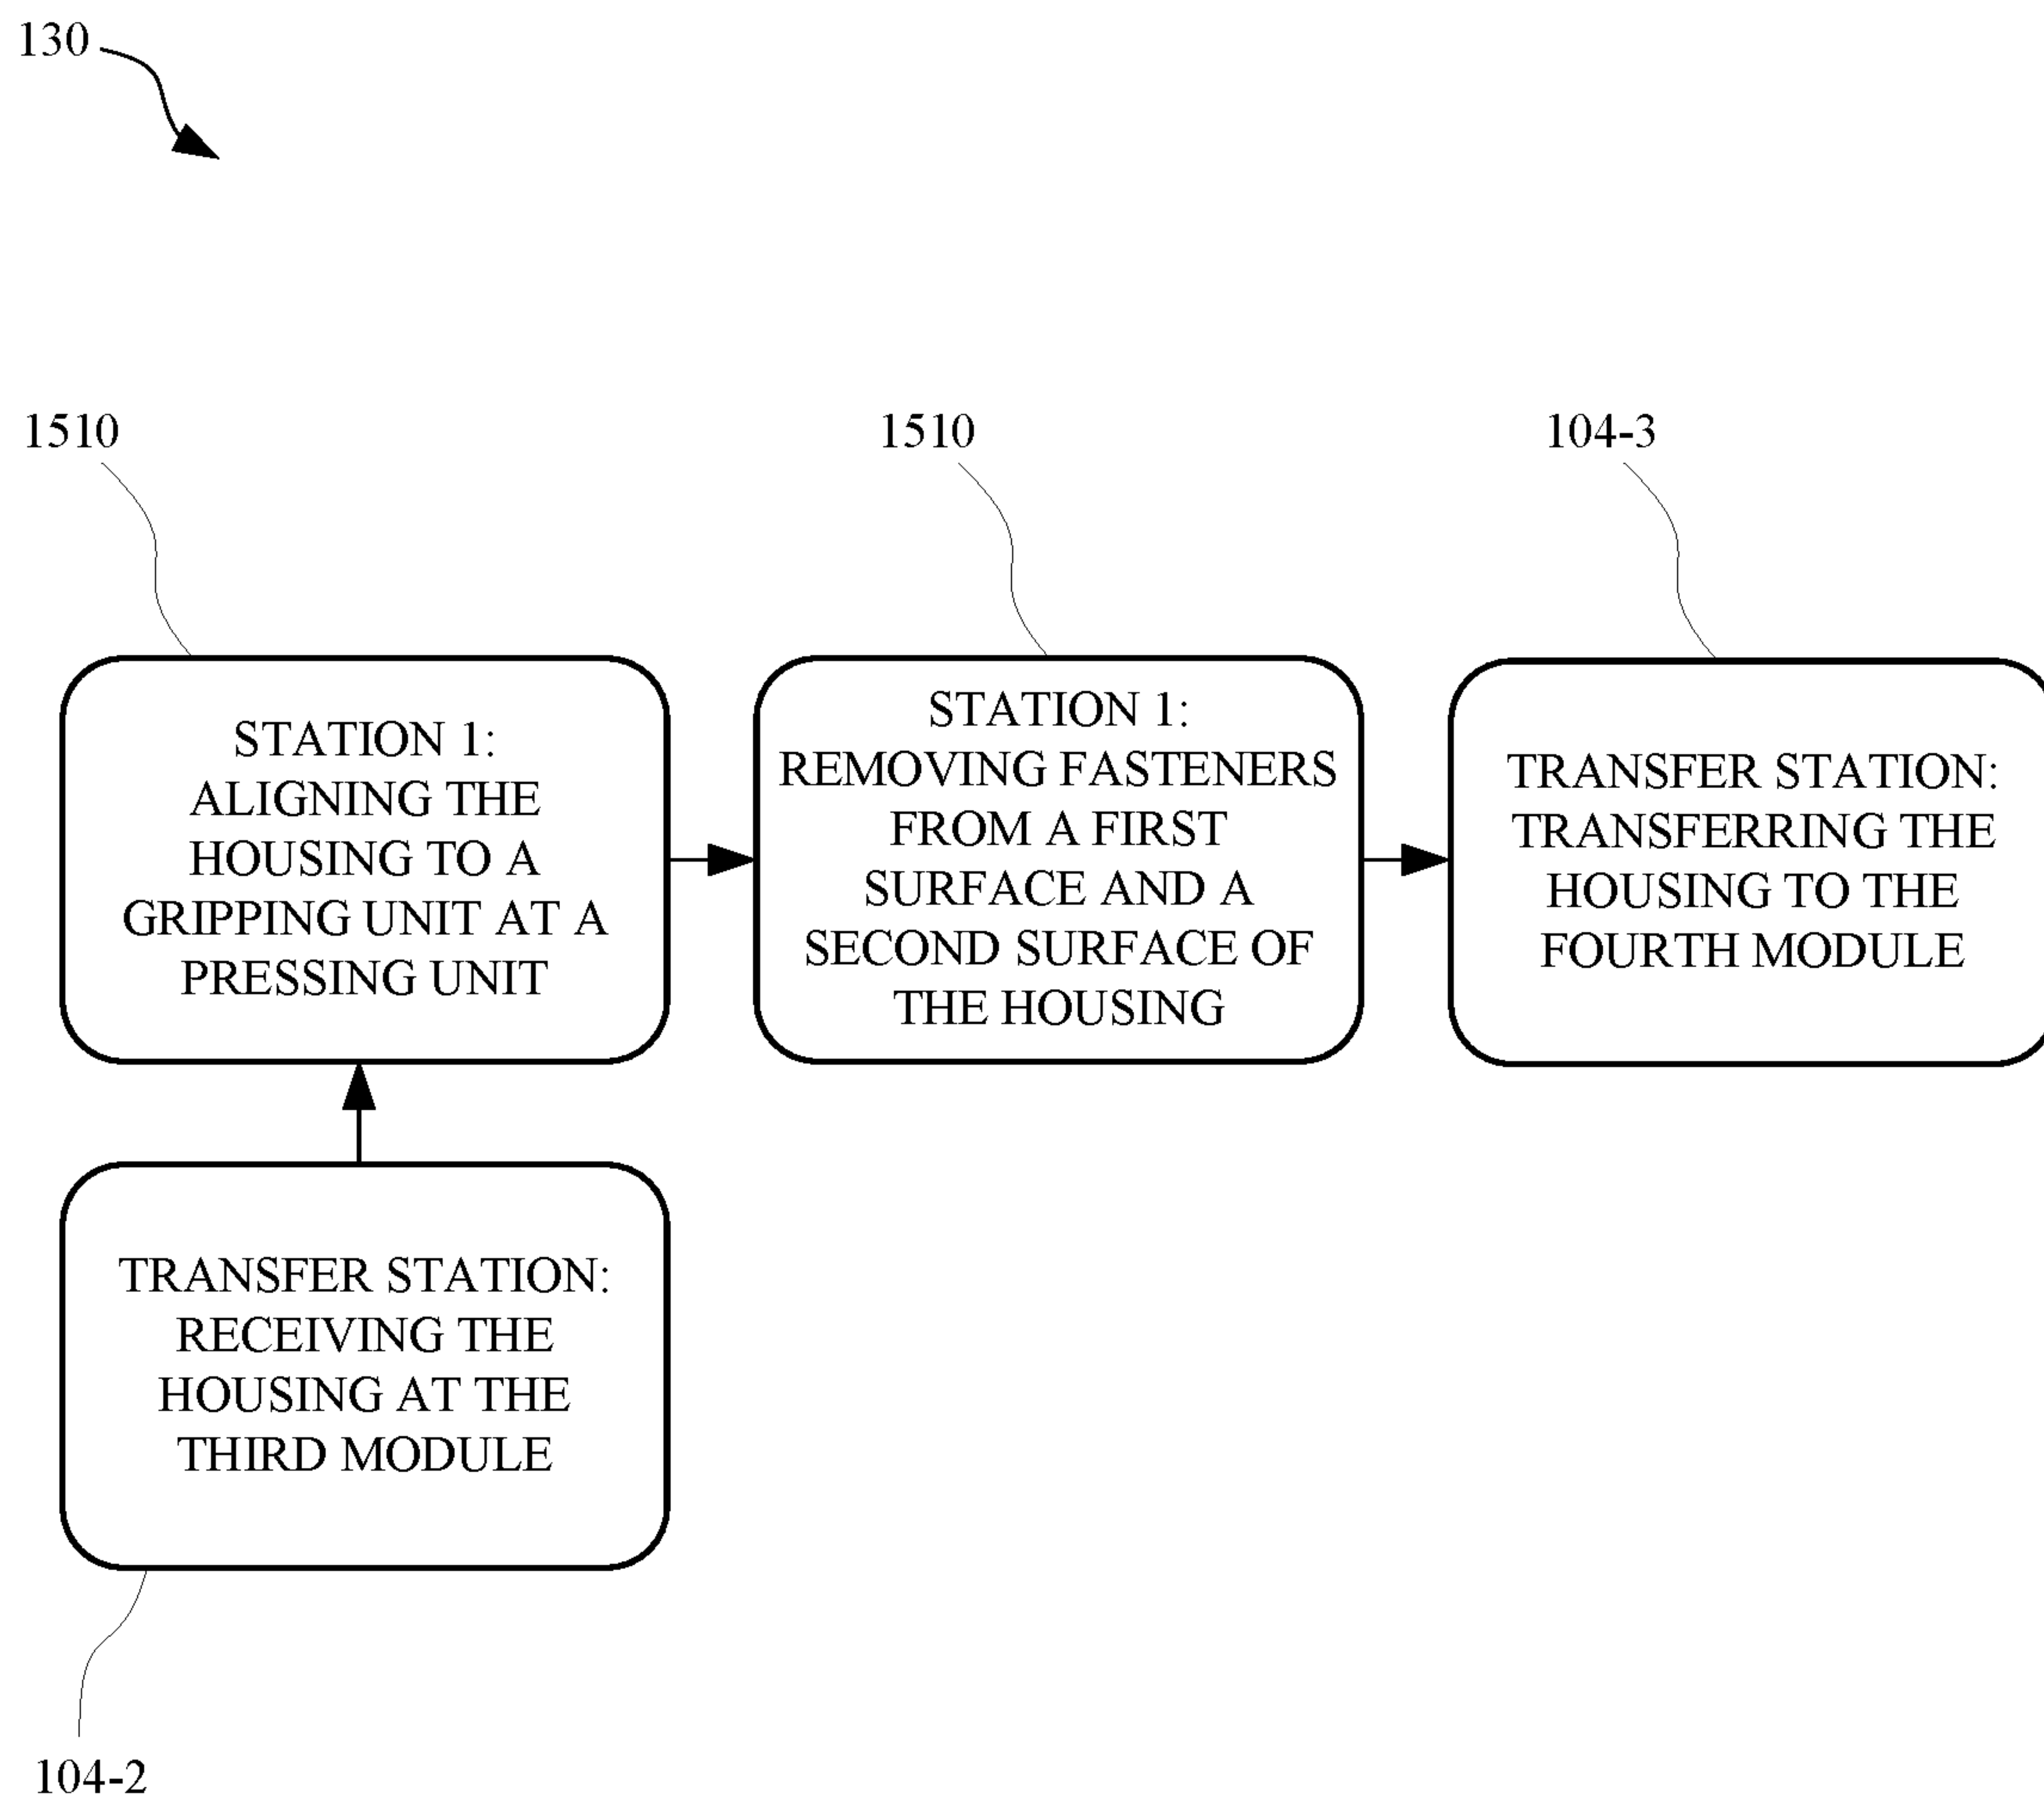 130
1510
1510
104-3
STATION 1:
ALIGNING THE
HOUSING TO A
GRIPPING UNIT AT A
PRESSING UNIT
STATION 1:
REMOVING FASTENERS
FROM A FIRST
SURFACE AND A
SECOND SURFACE OF
THE HOUSING
TRANSFER STATION:
TRANSFERRING THE
HOUSING TO THE
FOURTH MODULE
TRANSFER STATION:
RECEIVING THE
HOUSING AT THE
THIRD MODULE
104-2